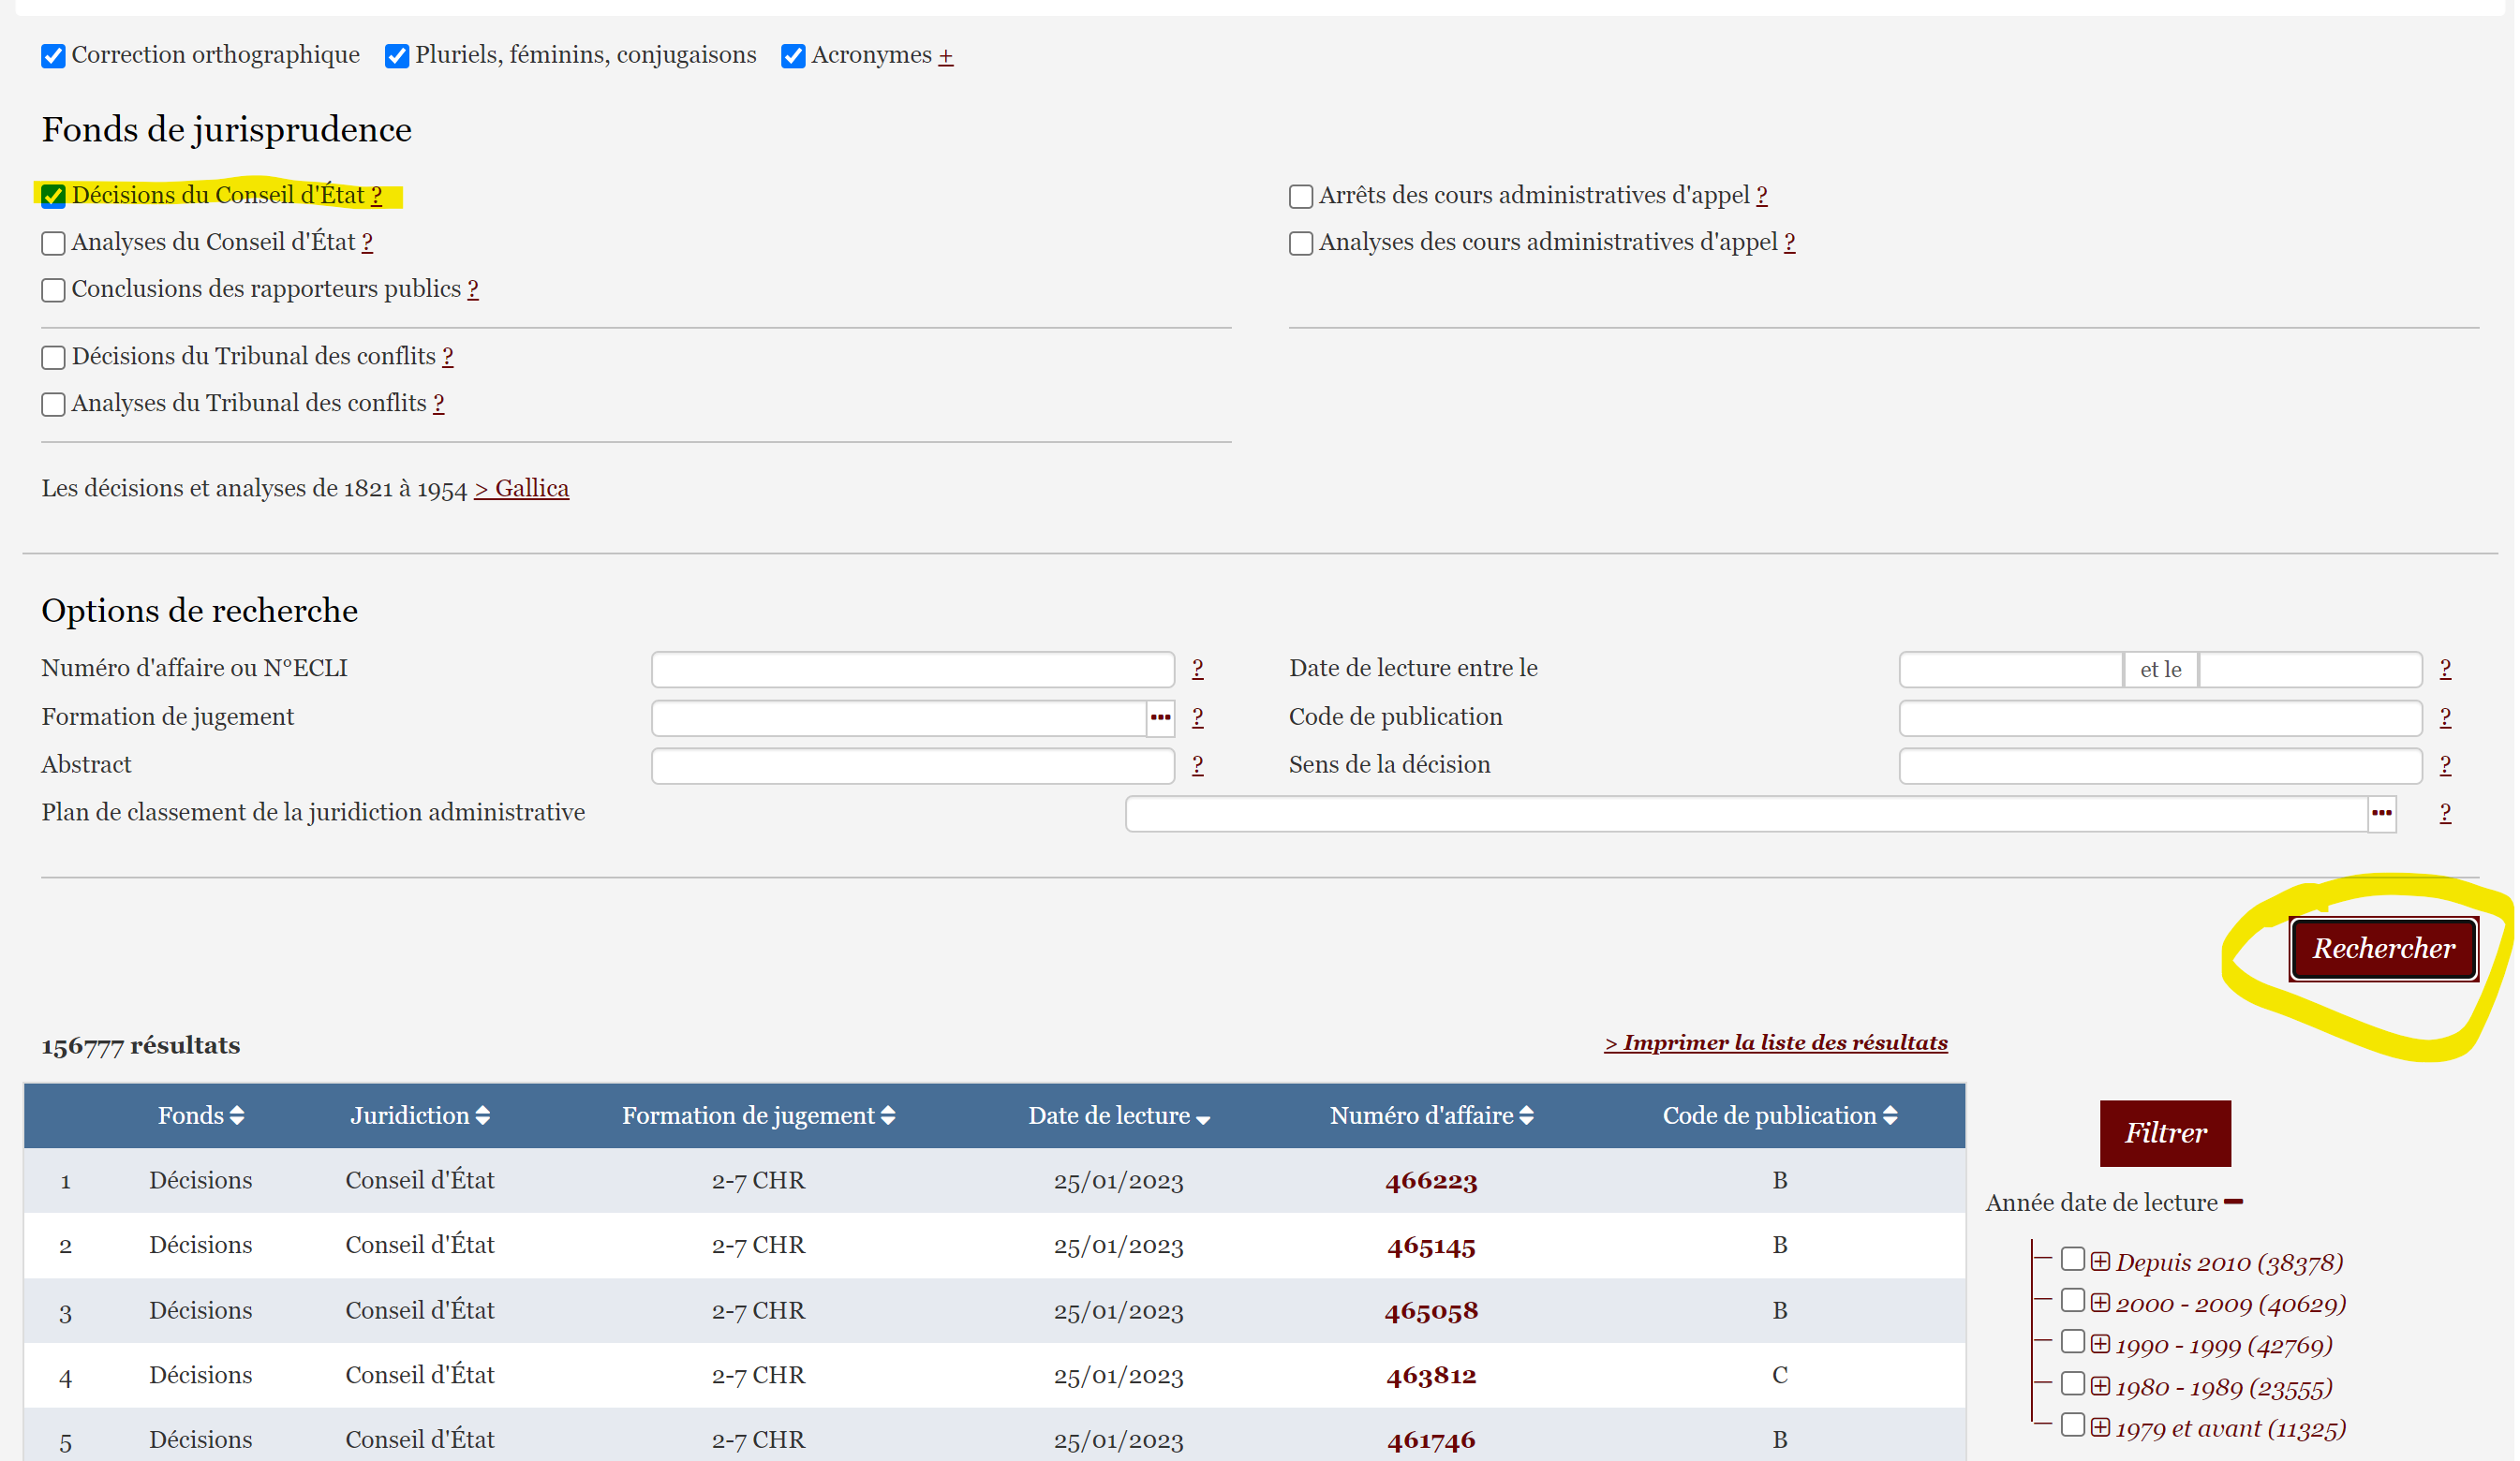 Correction orthographique Pluriels, féminins, conjugaisons Acronymes +
Fonds de jurisprudence
Décisions du Conseil d'État ? Arrêts des cours administratives d'appel ?
Analyses du Conseil d'État ? Analyses des cours administratives d'appel ?
Conclusions des rapporteurs publics ?
Décisions du Tribunal des conflits ?
Analyses du Tribunal des conflits ?
Les décisions et analyses de 1821 à 1954 > Gallica
Options de recherche
Numéro d'affaire ou N°ECLI ? Date de lecture entre le et le ?
Formation de jugement ... ? Code de publication ?
Abstract ? Sens de la décision ?
Plan de classement de la juridiction administrative ... ?
Rechercher
156777 résultats > Imprimer la liste des résultats
Fonds Juridiction Formation de jugement Date de lecture Numéro d'affaire Code de publication
1 Décisions Conseil d'État 2-7 CHR 25/01/2023 466223 B
2 Décisions Conseil d'État 2-7 CHR 25/01/2023 465145 B
3 Décisions Conseil d'État 2-7 CHR 25/01/2023 465058 B
4 Décisions Conseil d'État 2-7 CHR 25/01/2023 463812 C
5 Décisions Conseil d'État 2-7 CHR 25/01/2023 461746 B
Filtrer
Année date de lecture
Depuis 2010 (38378)
2000 - 2009 (40629)
1990 - 1999 (42769)
1980 - 1989 (23555)
1979 et avant (11325)